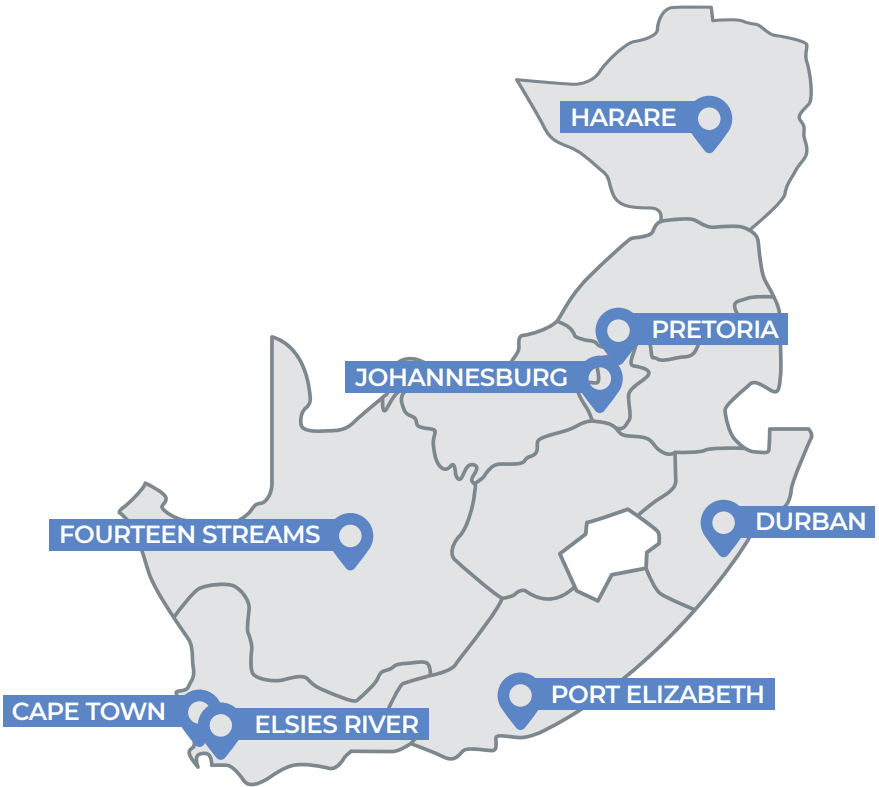 HARARE
PRETORIA
JOHANNESBURG
DURBAN
FOURTEEN STREAMS
PORT ELIZABETH
CAPE TOWN
ELSIES RIVER